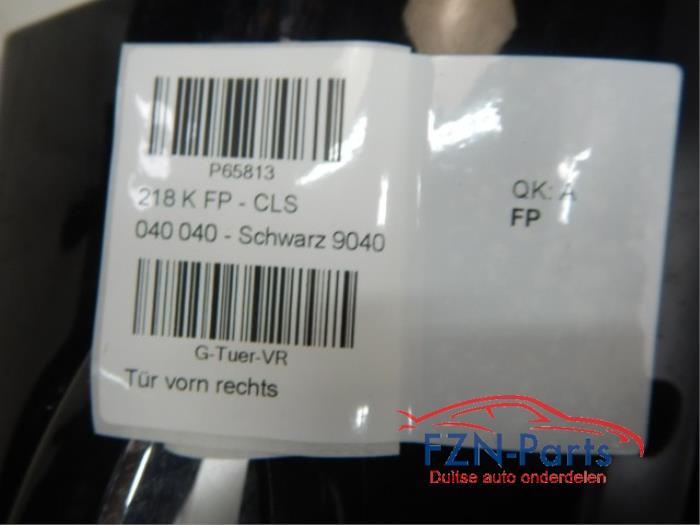 P65813
218 K FP - CLS
040 040 - Schwarz 9040
G-Tuer-VR
Tür vorn rechts
QK: A
FP
FZN-Parts
Duitse auto onderdelen